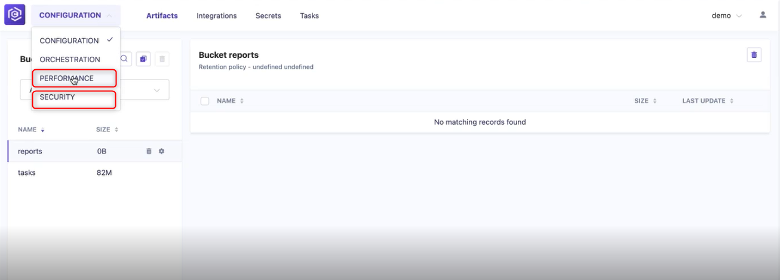 CONFIGURATION
Artifacts
Integrations
Secrets
Tasks
demo
CONFIGURATION
ORCHESTRATION
PERFORMANCE
SECURITY
Bucket reports
Retention policy - undefined undefined
NAME
SIZE
LAST UPDATE
No matching records found
NAME
SIZE
reports
0B
tasks
82M